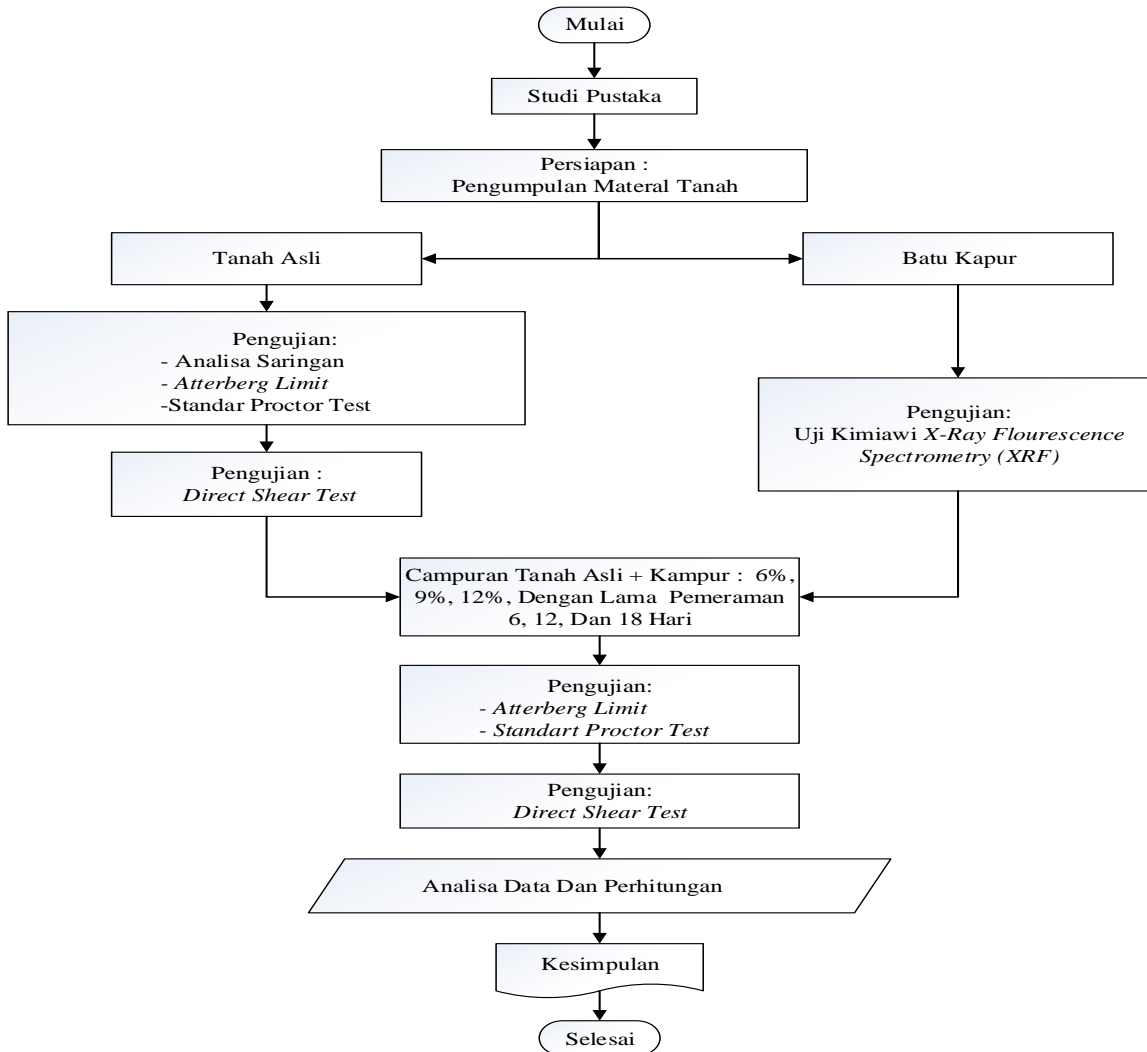 Mulai
Studi Pustaka
Persiapan :
Pengumpulan Materal Tanah
Tanah Asli
Batu Kapur
Pengujian:
- Analisa Saringan
- Atterberg Limit
-Standar Proctor Test
Pengujian:
Uji Kimiawi X-Ray Flourescence
Spectrometry (XRF)
Pengujian :
Direct Shear Test
Campuran Tanah Asli + Kampur :  6%,
9%, 12%, Dengan Lama  Pemeraman
6, 12, Dan 18 Hari
Pengujian:
- Atterberg Limit
- Standart Proctor Test
Pengujian:
Direct Shear Test
Analisa Data Dan Perhitungan
Kesimpulan
Selesai